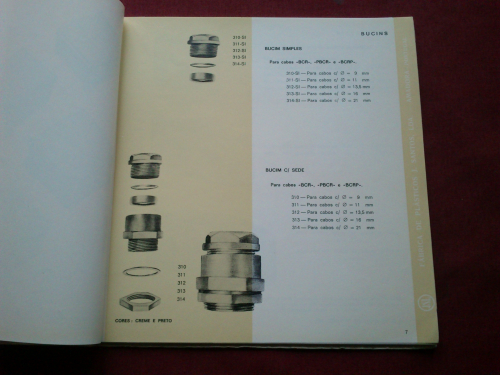 BUCINS
310-SI
311-SI
312-SI
313-SI
314-SI
BUCIM SIMPLES
Para cabos «BCR», «PBCR» e «BCRP».
310-SI — Para cabos c/ Ø = 9 mm
311-SI — Para cabos c/ Ø = 11 mm
312-SI — Para cabos c/ Ø = 13,5 mm
313-SI — Para cabos c/ Ø = 16 mm
314-SI — Para cabos c/ Ø = 21 mm
BUCIM C/ SEDE
Para cabos «BCR», «PBCR» e «BCRP».
310 — Para cabos c/ Ø = 9 mm
311 — Para cabos c/ Ø = 11 mm
312 — Para cabos c/ Ø = 13,5 mm
313 — Para cabos c/ Ø = 16 mm
314 — Para cabos c/ Ø = 21 mm
310
311
312
313
314
CORES: CREME E PRETO
7